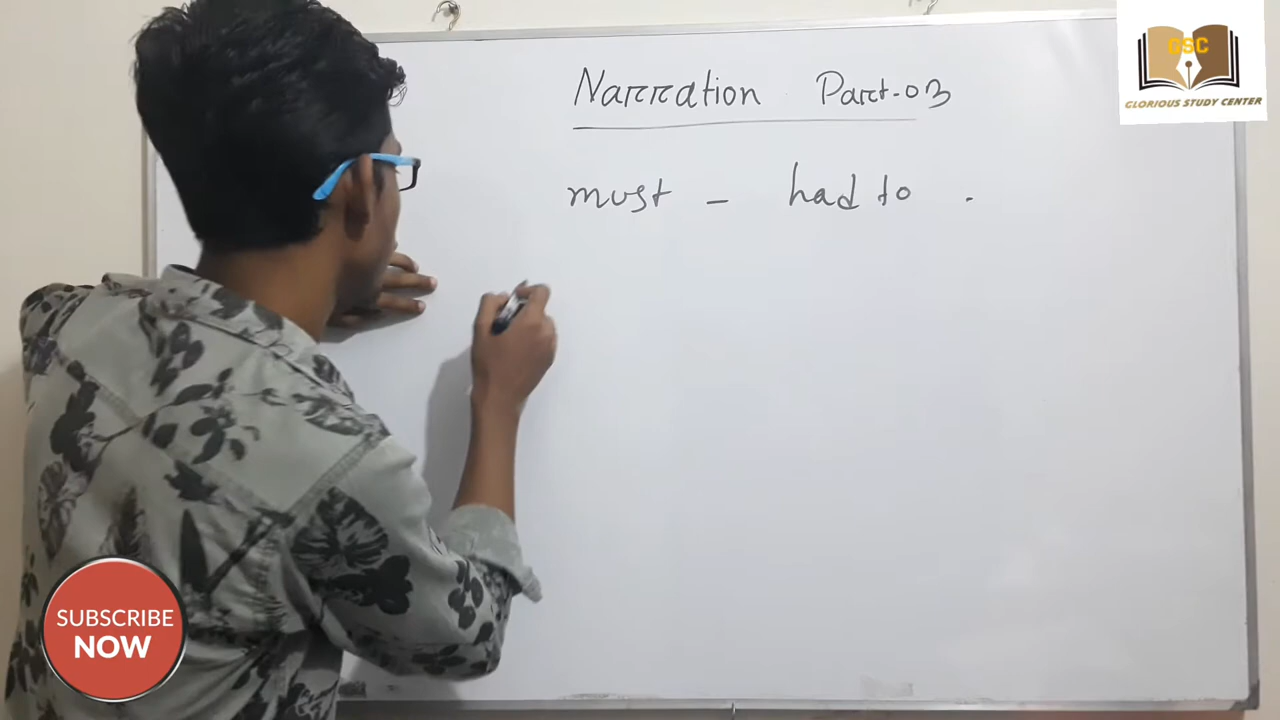 Narration Part-03
must - had to .
GSC
GLORIOUS STUDY CENTER
SUBSCRIBE
NOW